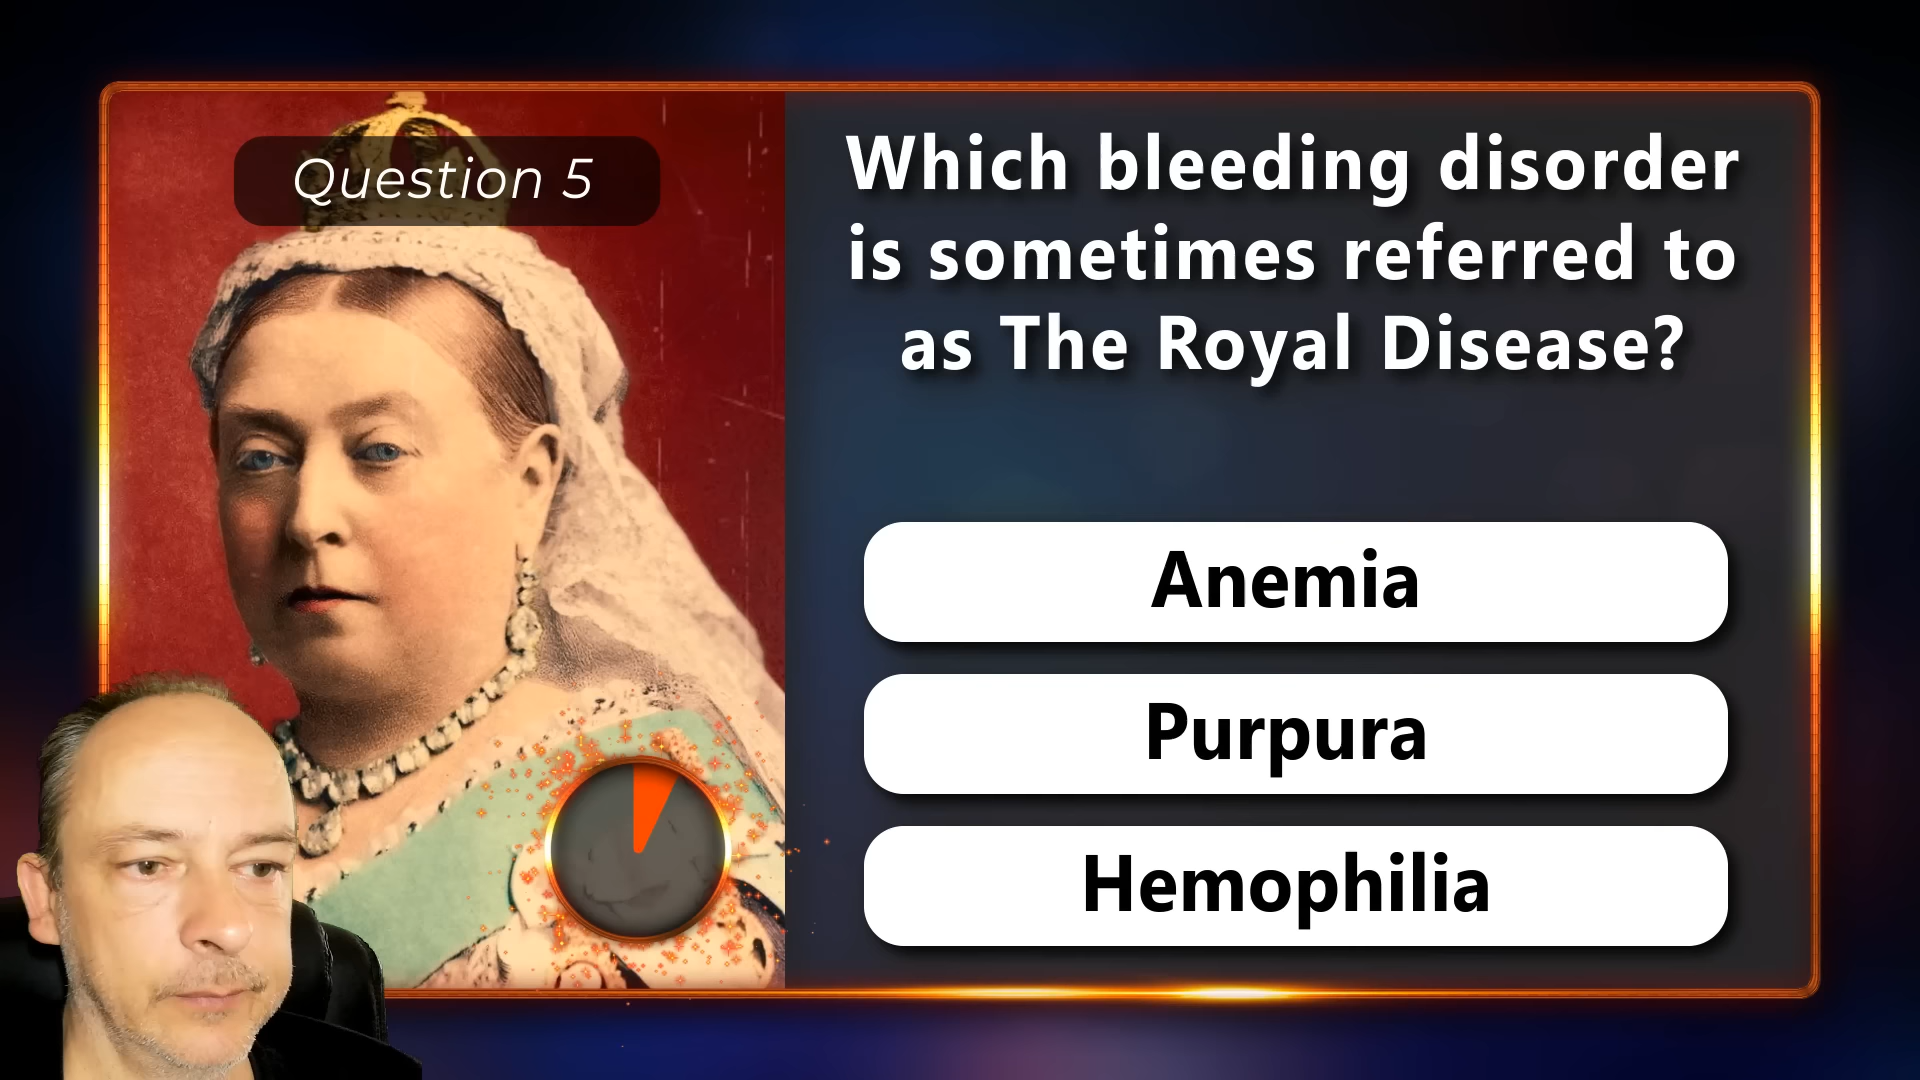 Question 5
Which bleeding disorder
is sometimes referred to
as The Royal Disease?
Anemia
Purpura
Hemophilia